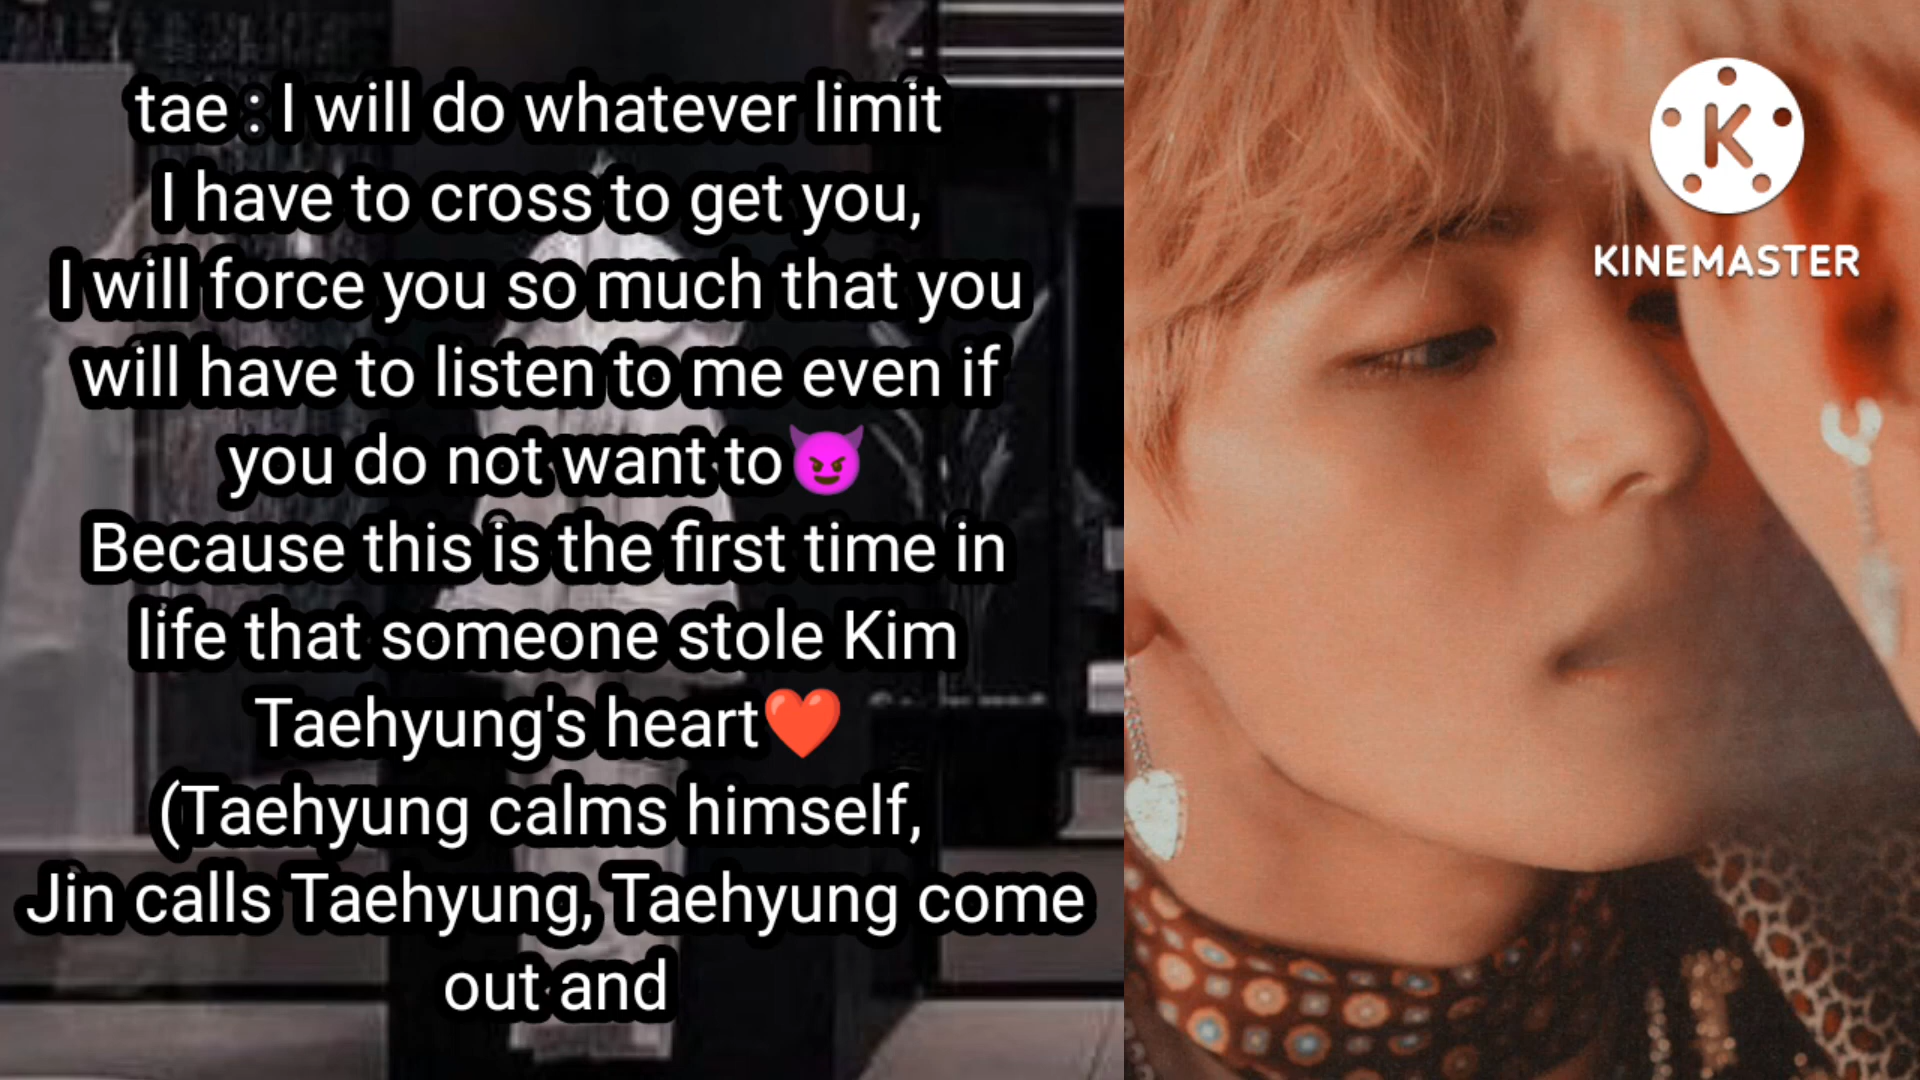 tae : I will do whatever limit
I have to cross to get you,
I will force you so much that you
will have to listen to me even if
you do not want to😈
Because this is the first time in
life that someone stole Kim
Taehyung's heart❤️
(Taehyung calms himself,
Jin calls Taehyung, Taehyung come
out and
K
KINEMASTER